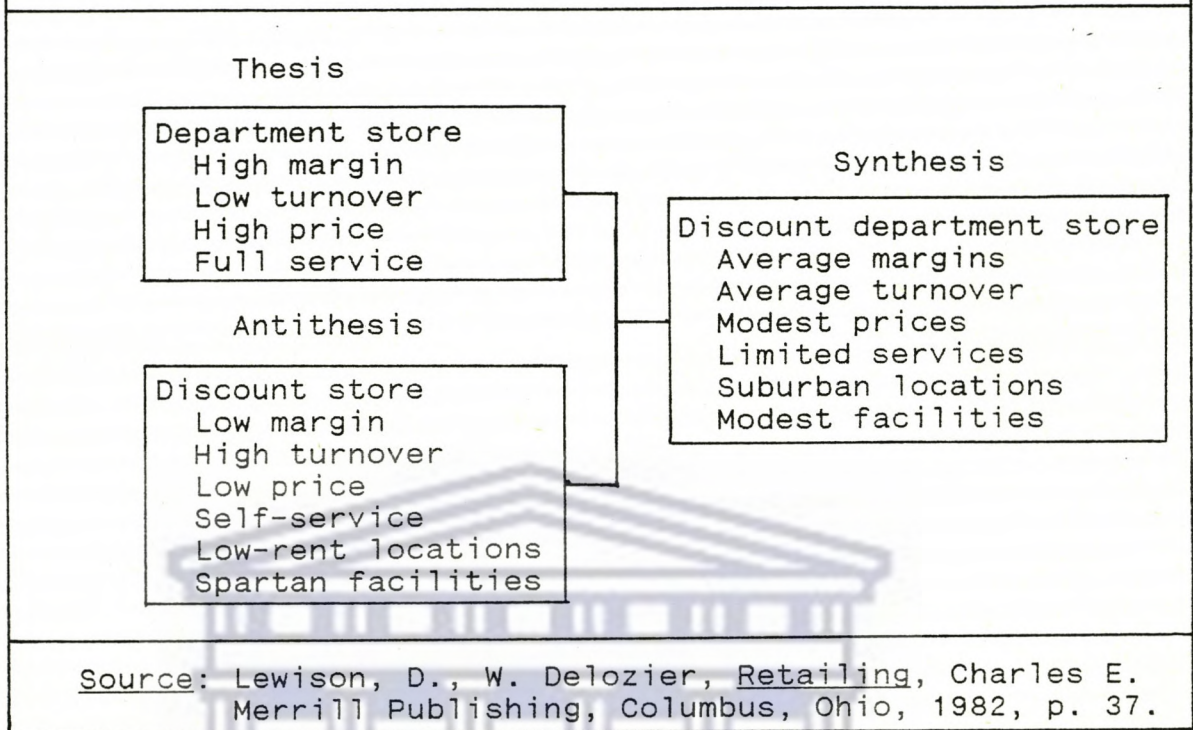 Thesis
Department store
High margin
Low turnover
High price
Full service
Antithesis
Discount store
Low margin
High turnover
Low price
Self-service
Low-rent locations
Spartan facilities
Synthesis
Discount department store
Average margins
Average turnover
Modest prices
Limited services
Suburban locations
Modest facilities
Source: Lewison, D., W. Delozier, Retailing, Charles E.
Merrill Publishing, Columbus, Ohio, 1982, p. 37.